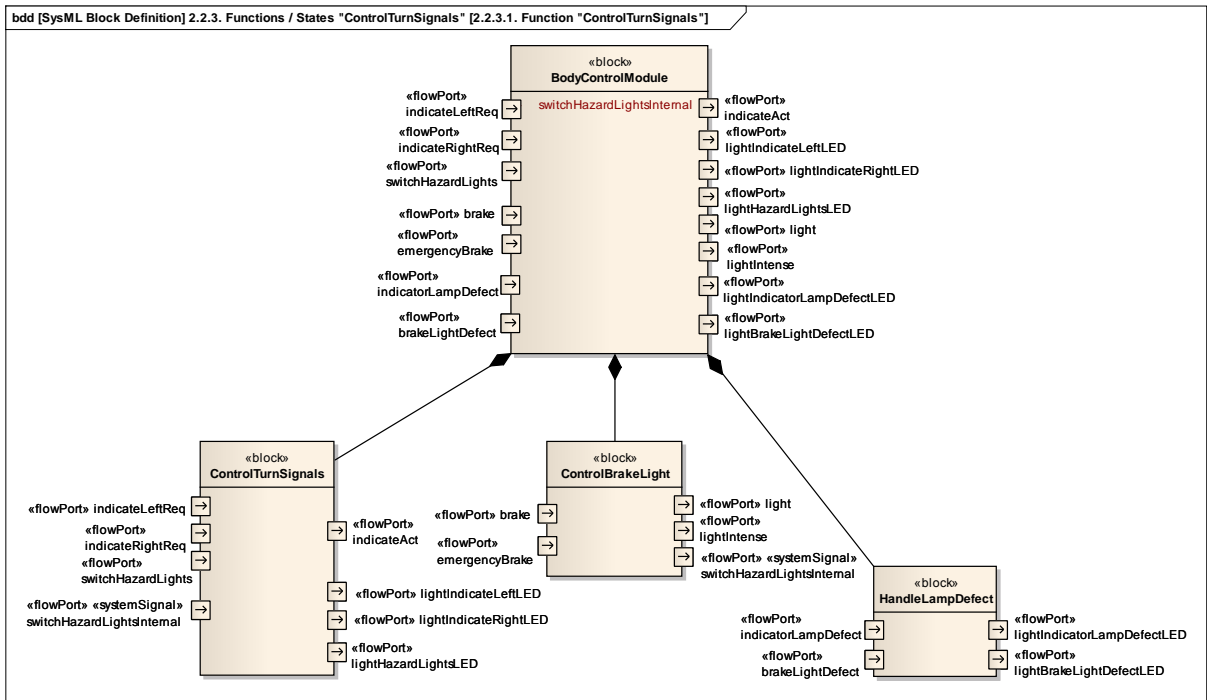 bdd [SysML Block Definition] 2.2.3. Functions / States "ControlTurnSignals" [2.2.3.1. Function "ControlTurnSignals"]
«block»
BodyControlModule
switchHazardLightsInternal
«flowPort»
indicateLeftReq
«flowPort»
indicateRightReq
«flowPort»
switchHazardLights
«flowPort» brake
«flowPort»
emergencyBrake
«flowPort»
indicatorLampDefect
«flowPort»
brakeLightDefect
«flowPort»
indicateAct
«flowPort»
lightIndicateLeftLED
«flowPort» lightIndicateRightLED
«flowPort»
lightHazardLightsLED
«flowPort» light
«flowPort»
lightIntense
«flowPort»
lightIndicatorLampDefectLED
«flowPort»
lightBrakeLightDefectLED
«block»
ControlTurnSignals
«flowPort» indicateLeftReq
«flowPort»
indicateRightReq
«flowPort»
switchHazardLights
«flowPort» «systemSignal»
switchHazardLightsInternal
«flowPort»
indicateAct
«flowPort» lightIndicateLeftLED
«flowPort» lightIndicateRightLED
«flowPort»
lightHazardLightsLED
«block»
ControlBrakeLight
«flowPort» brake
«flowPort»
emergencyBrake
«flowPort» light
«flowPort»
lightIntense
«flowPort» «systemSignal»
switchHazardLightsInternal
«block»
HandleLampDefect
«flowPort»
indicatorLampDefect
«flowPort»
brakeLightDefect
«flowPort»
lightIndicatorLampDefectLED
«flowPort»
lightBrakeLightDefectLED